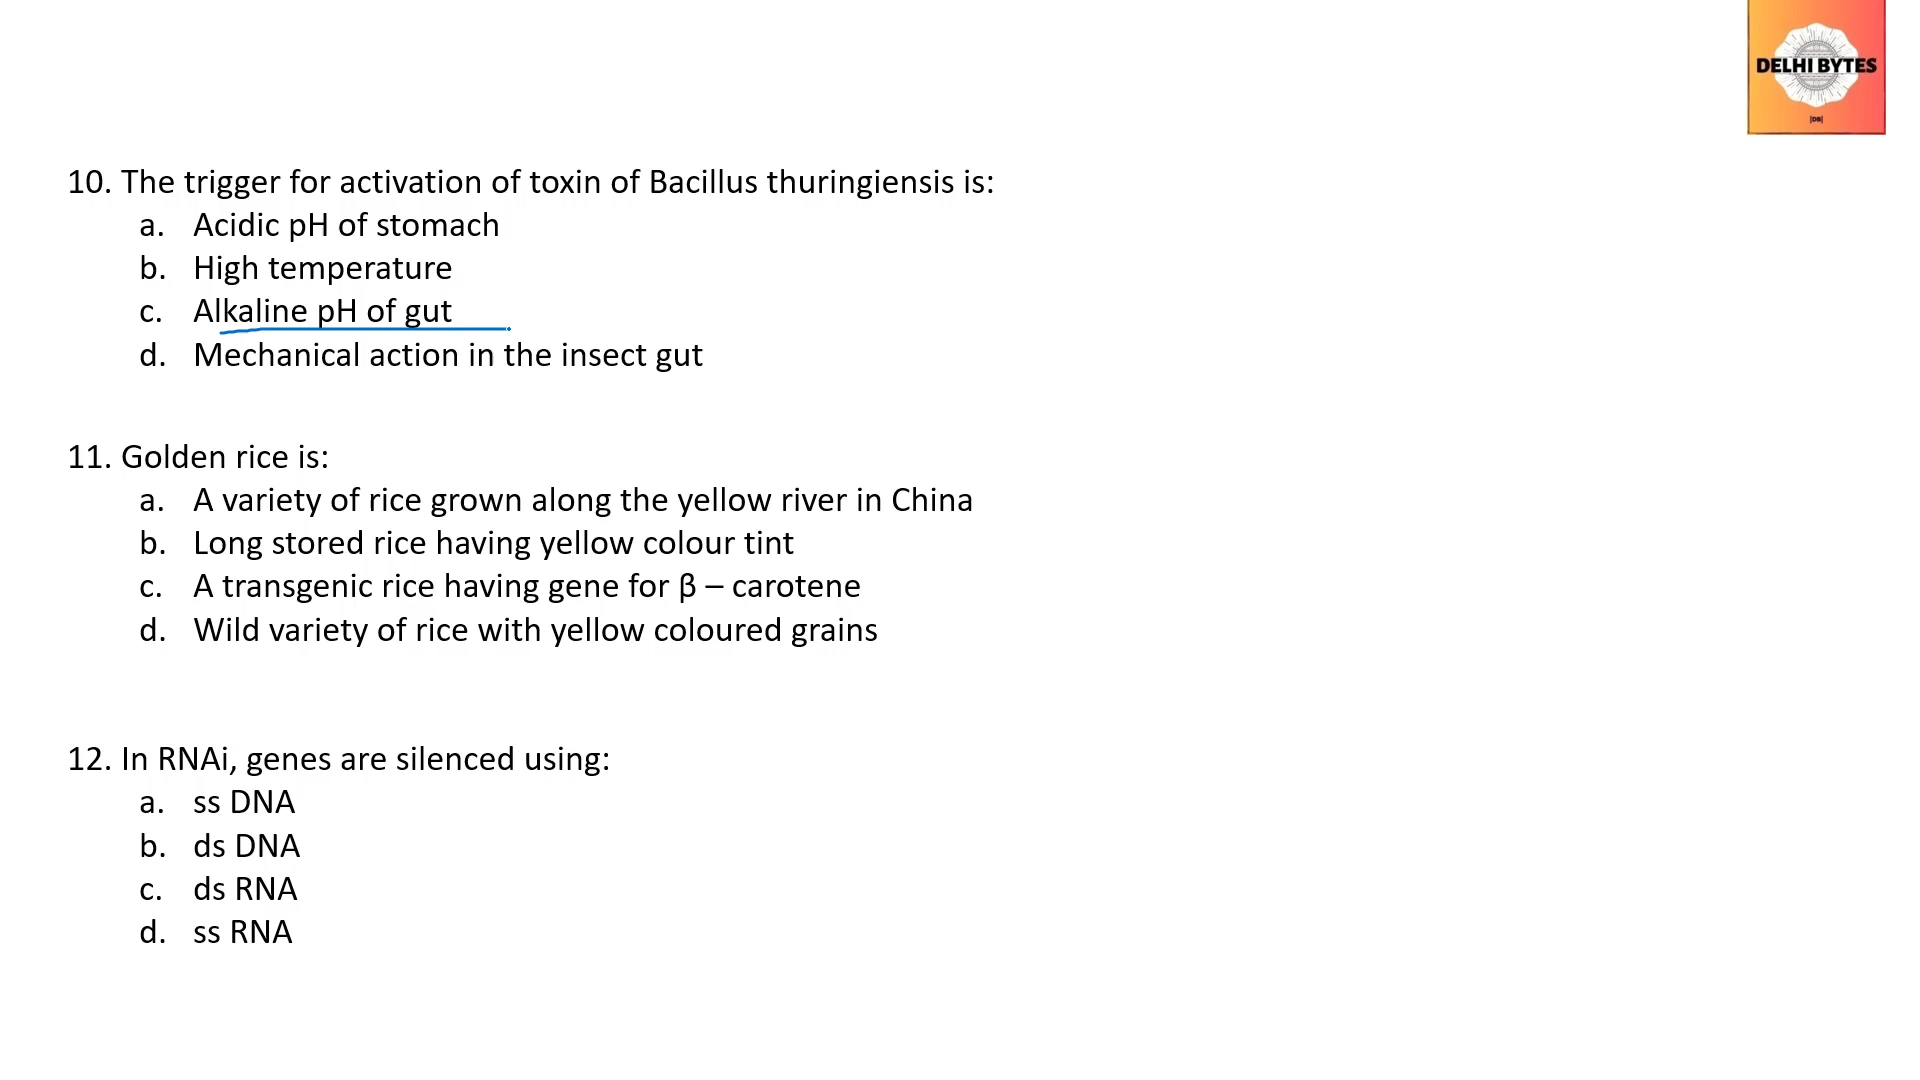 DELHI BYTES
|DB|
10. The trigger for activation of toxin of Bacillus thuringiensis is:
a. Acidic pH of stomach
b. High temperature
c. Alkaline pH of gut
d. Mechanical action in the insect gut
11. Golden rice is:
a. A variety of rice grown along the yellow river in China
b. Long stored rice having yellow colour tint
c. A transgenic rice having gene for β – carotene
d. Wild variety of rice with yellow coloured grains
12. In RNAi, genes are silenced using:
a. ss DNA
b. ds DNA
c. ds RNA
d. ss RNA